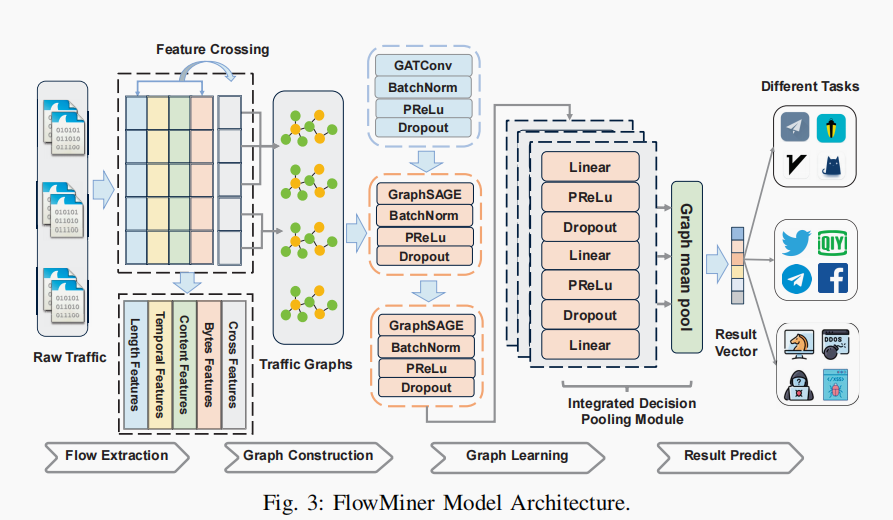 Feature Crossing
Raw Traffic
010101
011010
011100
010101
011010
011100
010101
011010
011100
Length Features
Temporal Features
Content Features
Bytes Features
Cross Features
Traffic Graphs
GATConv
BatchNorm
PReLu
Dropout
GraphSAGE
BatchNorm
PReLu
Dropout
GraphSAGE
BatchNorm
PReLu
Dropout
Linear
PReLu
Dropout
Linear
PReLu
Dropout
Linear
Graph mean pool
Integrated Decision
Pooling Module
Result
Vector
Different Tasks
iQIYI
DDOS
Flow Extraction
Graph Construction
Graph Learning
Result Predict
Fig. 3: FlowMiner Model Architecture.